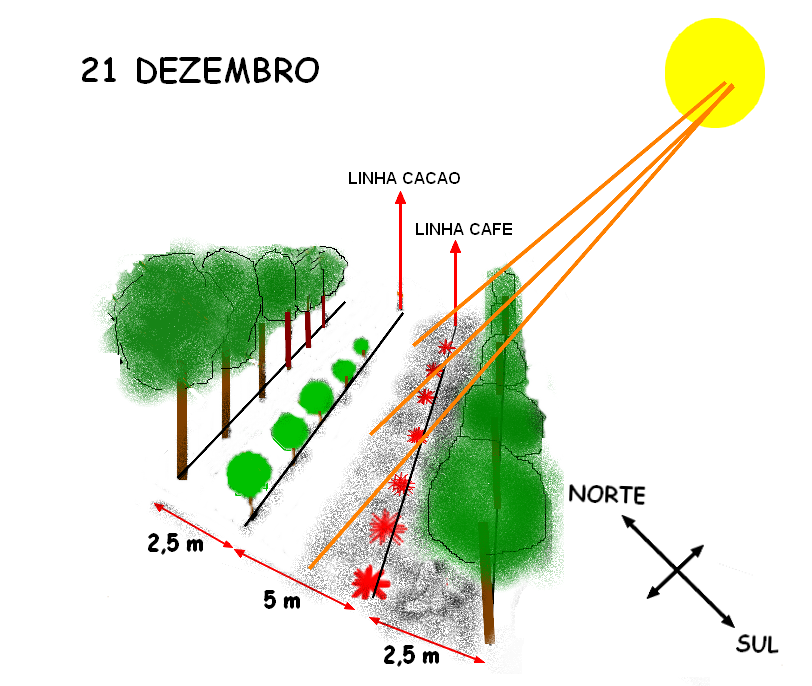 21 DEZEMBRO
LINHA CACAO
LINHA CAFE
NORTE
2,5 m
5 m
SUL
2,5 m